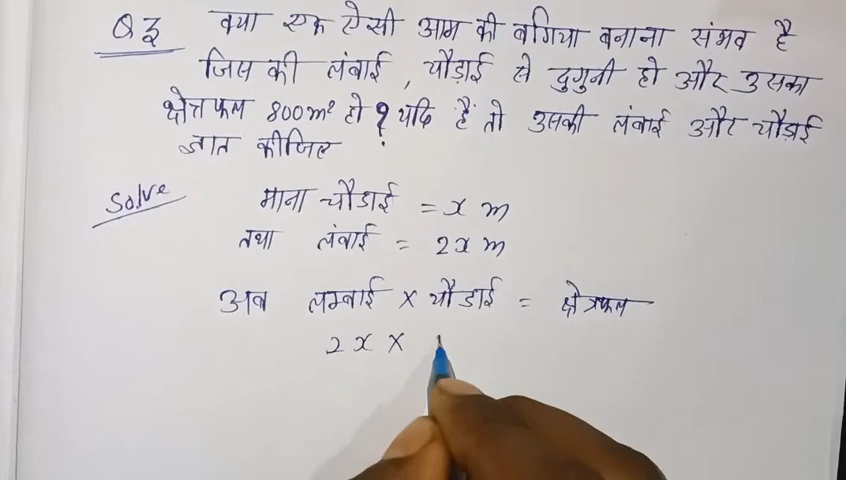 Q3 क्या एक ऐसी आम की बगिया बनाना संभव है
जिस की लंबाई , चौड़ाई से दुगुनी हो और उसका
क्षेत्रफल 800m² हो ? यदि हैं तो उसकी लंबाई और चौड़ाई
ज्ञात कीजिए
Solve माना चौडाई = x m
तथा लंबाई = 2x m
अब लम्बाई × चौडाई = क्षेत्रफल
2x ×